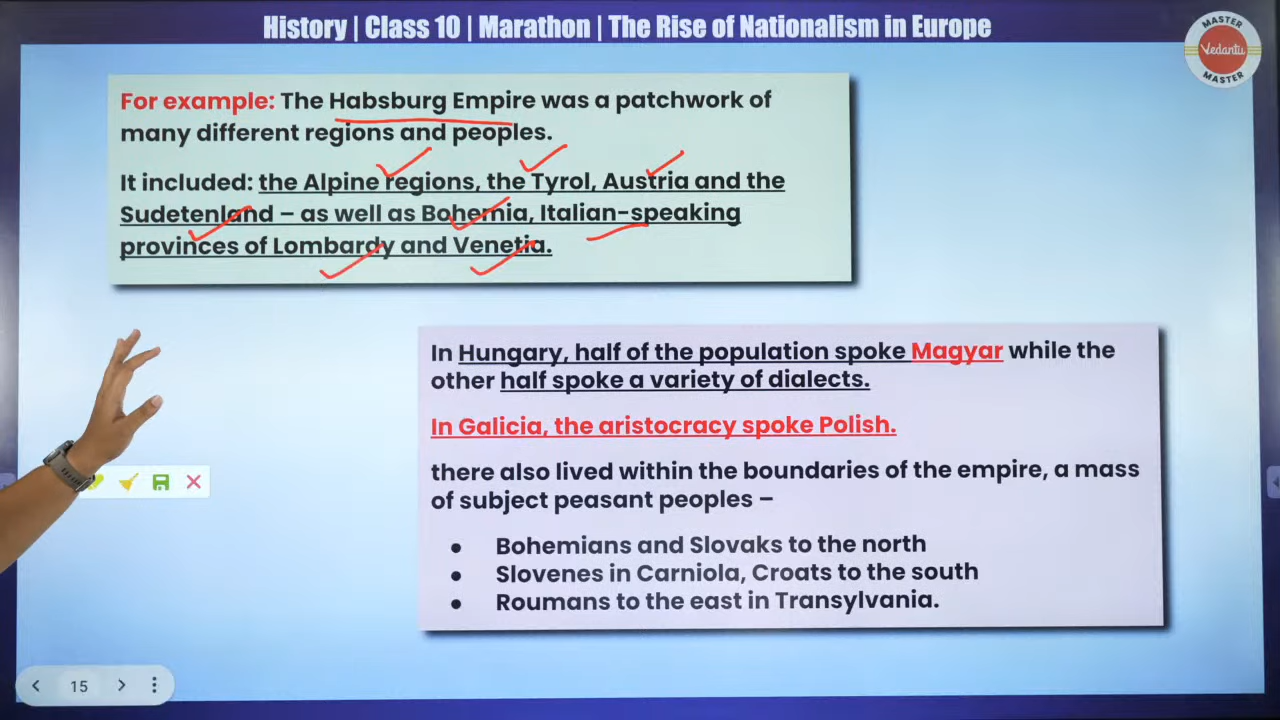 History | Class 10 | Marathon | The Rise of Nationalism in Europe
MASTER
Vedantu
MASTER
For example: The Habsburg Empire was a patchwork of
many different regions and peoples.
It included: the Alpine regions, the Tyrol, Austria and the
Sudetenland – as well as Bohemia, Italian-speaking
provinces of Lombardy and Venetia.
In Hungary, half of the population spoke Magyar while the
other half spoke a variety of dialects.
In Galicia, the aristocracy spoke Polish.
there also lived within the boundaries of the empire, a mass
of subject peasant peoples –
● Bohemians and Slovaks to the north
● Slovenes in Carniola, Croats to the south
● Roumans to the east in Transylvania.
15